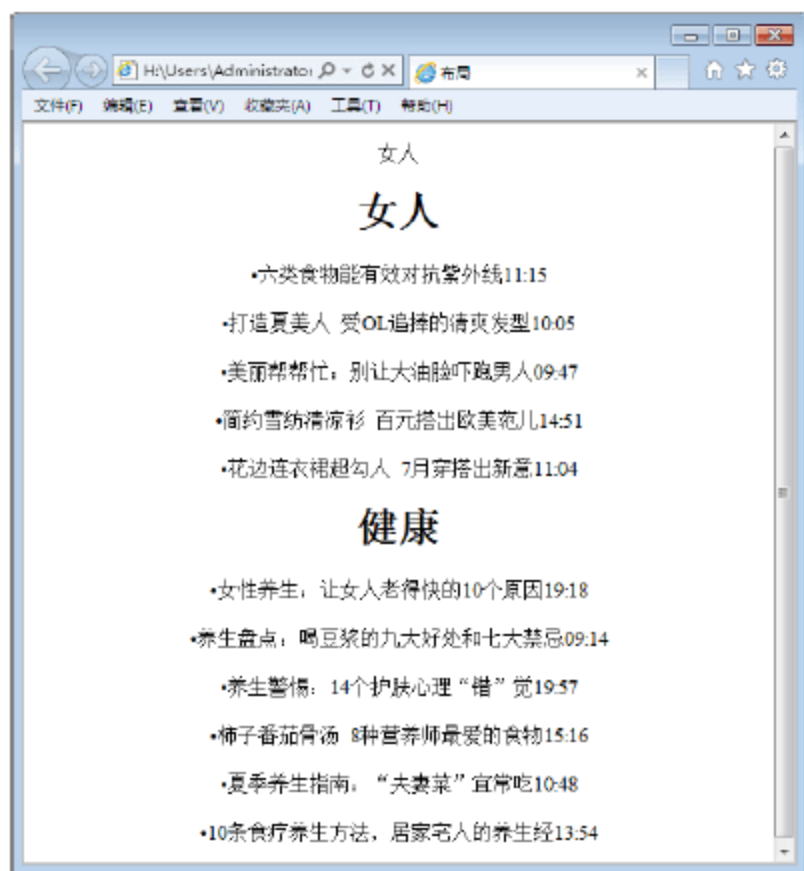 H:\Users\Administrator
布局
文件(F) 编辑(E) 查看(V) 收藏夹(A) 工具(T) 帮助(H)
女人
女人
•六类食物能有效对抗紫外线11:15
•打造夏美人 受OL追捧的清爽发型10:05
•美丽帮帮忙：别让大油脸吓跑男人09:47
•简约雪纺清凉衫 百元搭出欧美范儿14:51
•花边连衣裙超勾人 7月穿搭出新意11:04
健康
•女性养生：让女人老得快的10个原因19:18
•养生盘点：喝豆浆的九大好处和七大禁忌09:14
•养生警惕：14个护肤心理“错”觉19:57
•柿子番茄骨汤 8种营养师最爱的食物15:16
•夏季养生指南：“夫妻菜”宜常吃10:48
•10条食疗养生方法，居家宅人的养生经13:54